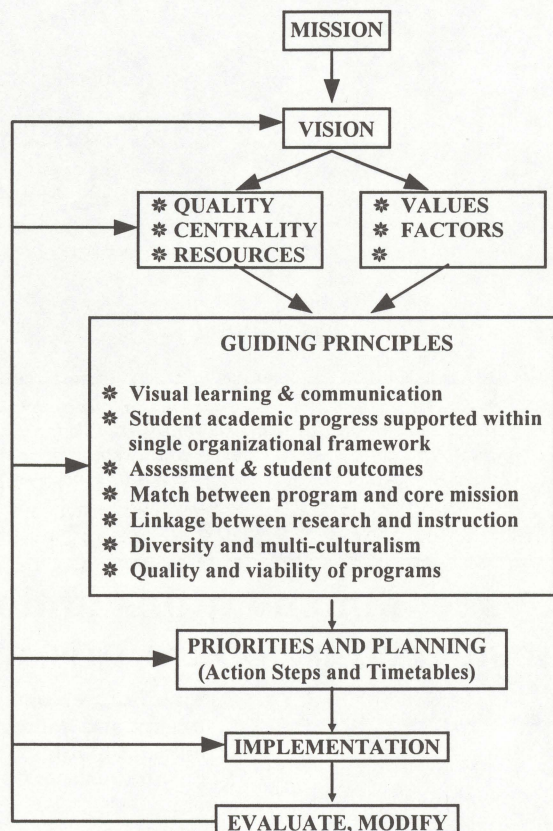 MISSION
VISION
✼ QUALITY
✼ CENTRALITY
✼ RESOURCES
✼ VALUES
✼ FACTORS
✼
GUIDING PRINCIPLES
✼ Visual learning & communication
✼ Student academic progress supported within
single organizational framework
✼ Assessment & student outcomes
✼ Match between program and core mission
✼ Linkage between research and instruction
✼ Diversity and multi-culturalism
✼ Quality and viability of programs
PRIORITIES AND PLANNING
(Action Steps and Timetables)
IMPLEMENTATION
EVALUATE, MODIFY